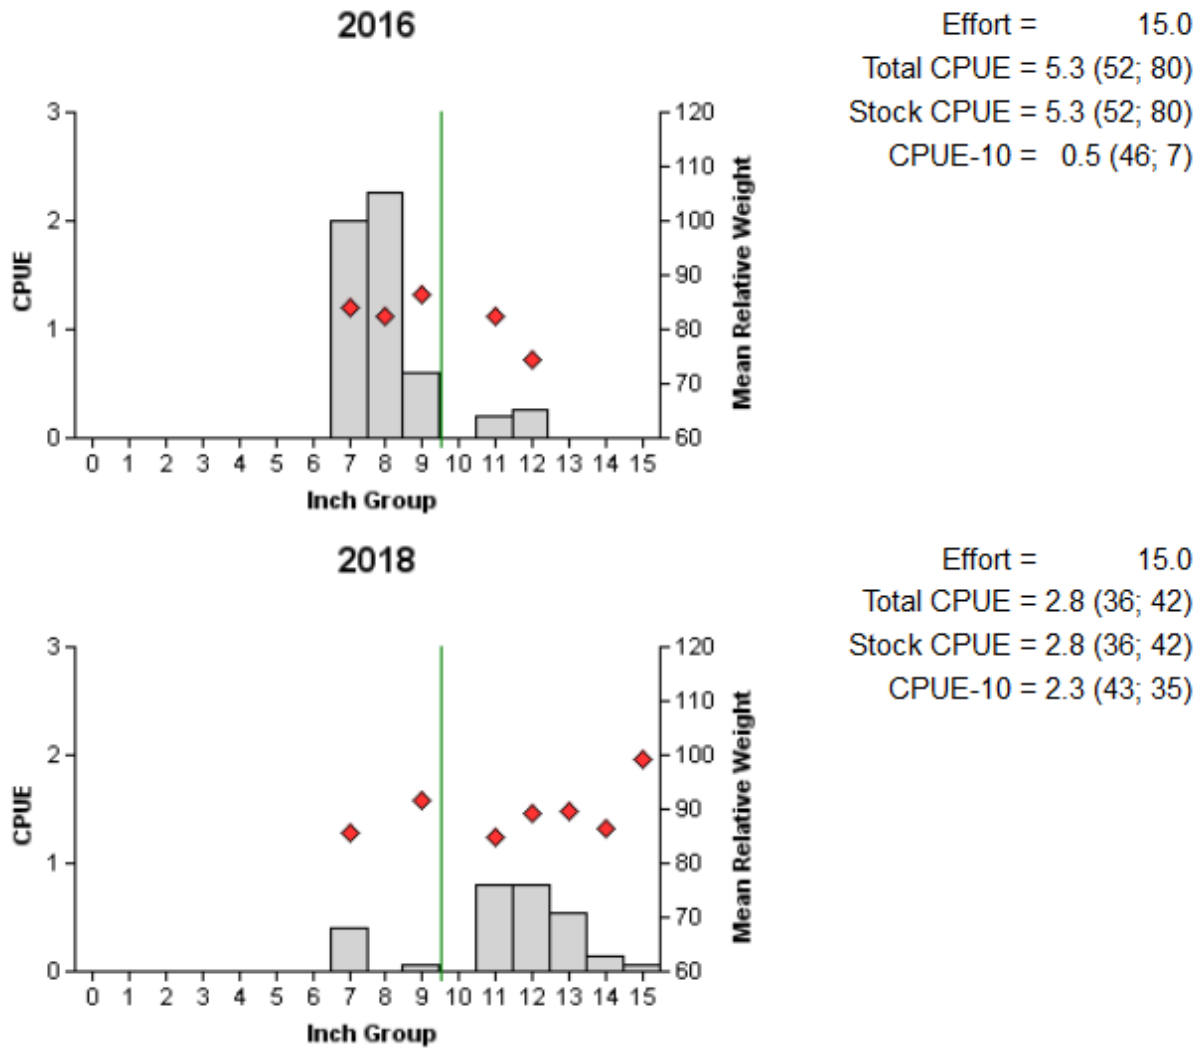 2016
Effort = 15.0
Total CPUE = 5.3 (52; 80)
Stock CPUE = 5.3 (52; 80)
CPUE-10 = 0.5 (46; 7)
3 120
110
2 100
90
1 80
70
0 60
CPUE
Mean Relative Weight
0 1 2 3 4 5 6 7 8 9 10 11 12 13 14 15
Inch Group
2018
Effort = 15.0
Total CPUE = 2.8 (36; 42)
Stock CPUE = 2.8 (36; 42)
CPUE-10 = 2.3 (43; 35)
3 120
110
2 100
90
1 80
70
0 60
CPUE
Mean Relative Weight
0 1 2 3 4 5 6 7 8 9 10 11 12 13 14 15
Inch Group